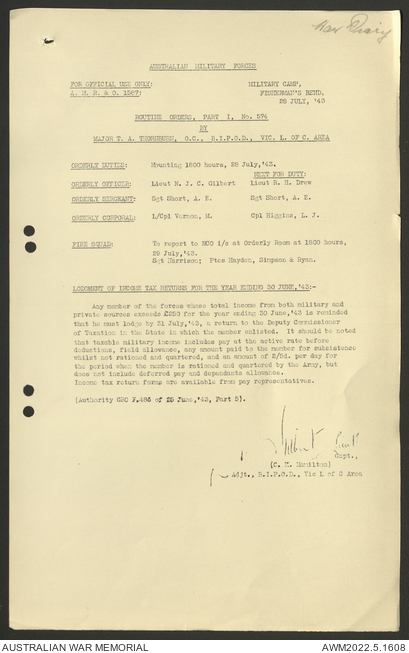 War Diary
AUSTRALIAN MILITARY FORCES
FOR OFFICIAL USE ONLY:
A. M. R. & O. 1567:
MILITARY CAMP,
FISHERMAN'S BEND,
28 JULY, '43
ROUTINE ORDERS, PART I, No. 574
BY
MAJOR T. A. THORNBURN, O.C., B.I.P.O.D., VIC. L. OF C. AREA
ORDERLY DUTIES: Mounting 1800 hours, 28 July,'43.
NEXT FOR DUTY:
ORDERLY OFFICER: Lieut N. J. C. Gilbert Lieut R. H. Drew
ORDERLY SERGEANT: Sgt Short, A. E. Sgt Short, A. E.
ORDERLY CORPORAL: L/Cpl Varnon, M. Cpl Higgins, L. J.
FIRE SQUAD: To report to NCO i/c at Orderly Room at 1800 hours,
29 July,'43.
Sgt Harrison; Ptes Haydon, Simpson & Ryan.
LODGMENT OF INCOME TAX RETURNS FOR THE YEAR ENDING 30 JUNE,'43:-
Any member of the forces whose total income from both military and
private sources exceeds £250 for the year ending 30 June,'43 is reminded
that he must lodge by 31 July,'43, a return to the Deputy Commissioner
of Taxation in the State in which the member enlisted. It should be noted
that taxable military income includes pay at the active rate before
deductions, field allowance, any amount paid to the member for subsistence
whilst not rationed and quartered, and an amount of 2/5d. per day for
the period when the member is rationed and quartered by the Army, but
does not include deferred pay and dependants allowance.
Income tax return forms are available from pay representatives.
(Authority GRO F.486 of 25 June,'43, Part 5).
Capt.,
(C. M. Hamilton)
Adjt., B.I.P.O.D., Vic L of C Area
AUSTRALIAN WAR MEMORIAL
AWM2022.5.1608